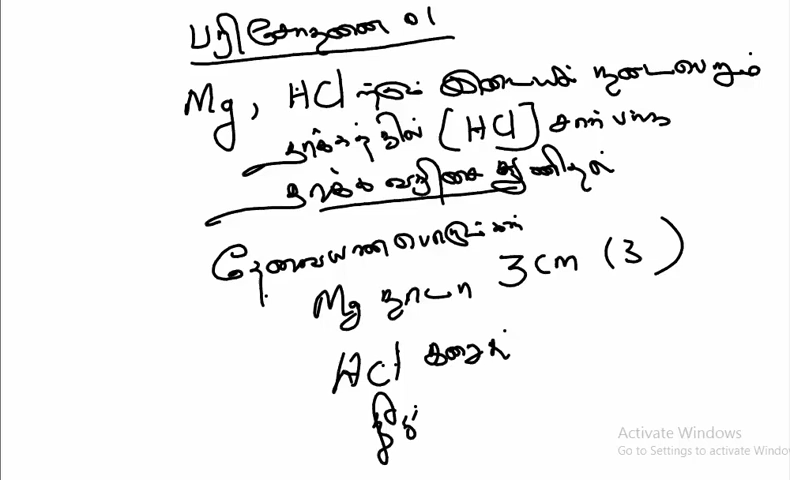 பரிசோதனை 01
Mg, HCl ற்கும் இடையில் நடைபெறும்
தாக்கத்தில் [HCl] சார்பாக
தாக்க வரிசை துணிதல்
தேவையான பொருட்கள்
Mg நாடா 3cm (3)
HCl கரைசல்
நீர்
Activate Windows
Go to Settings to activate Windo